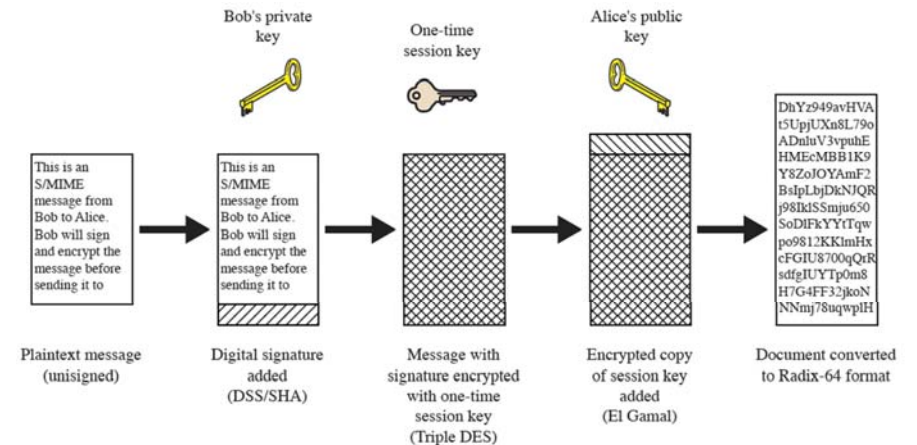 Bob's private
key
One-time
session key
Alice's public
key
This is an
S/MIME
message from
Bob to Alice.
Bob will sign
and encrypt the
message before
sending it to
This is an
S/MIME
message from
Bob to Alice.
Bob will sign
and encrypt the
message before
sending it to
DhYz949avHVA
t5UpjUXn8L79o
ADnluV3vpuhE
HMEcMBB1K9
Y8ZoJOYAmF2
BsIpLbjDkNJQR
j98IklSSmju650
SoDlFkYYtTqw
po9812KKlmHx
cFGIU8700qQrR
sdfgIUYTp0m8
H7G4FF32jkoN
NNmj78uqwplH
Plaintext message
(unisigned)
Digital signature
added
(DSS/SHA)
Message with
signature encrypted
with one-time
session key
(Triple DES)
Encrypted copy
of session key
added
(El Gamal)
Document converted
to Radix-64 format